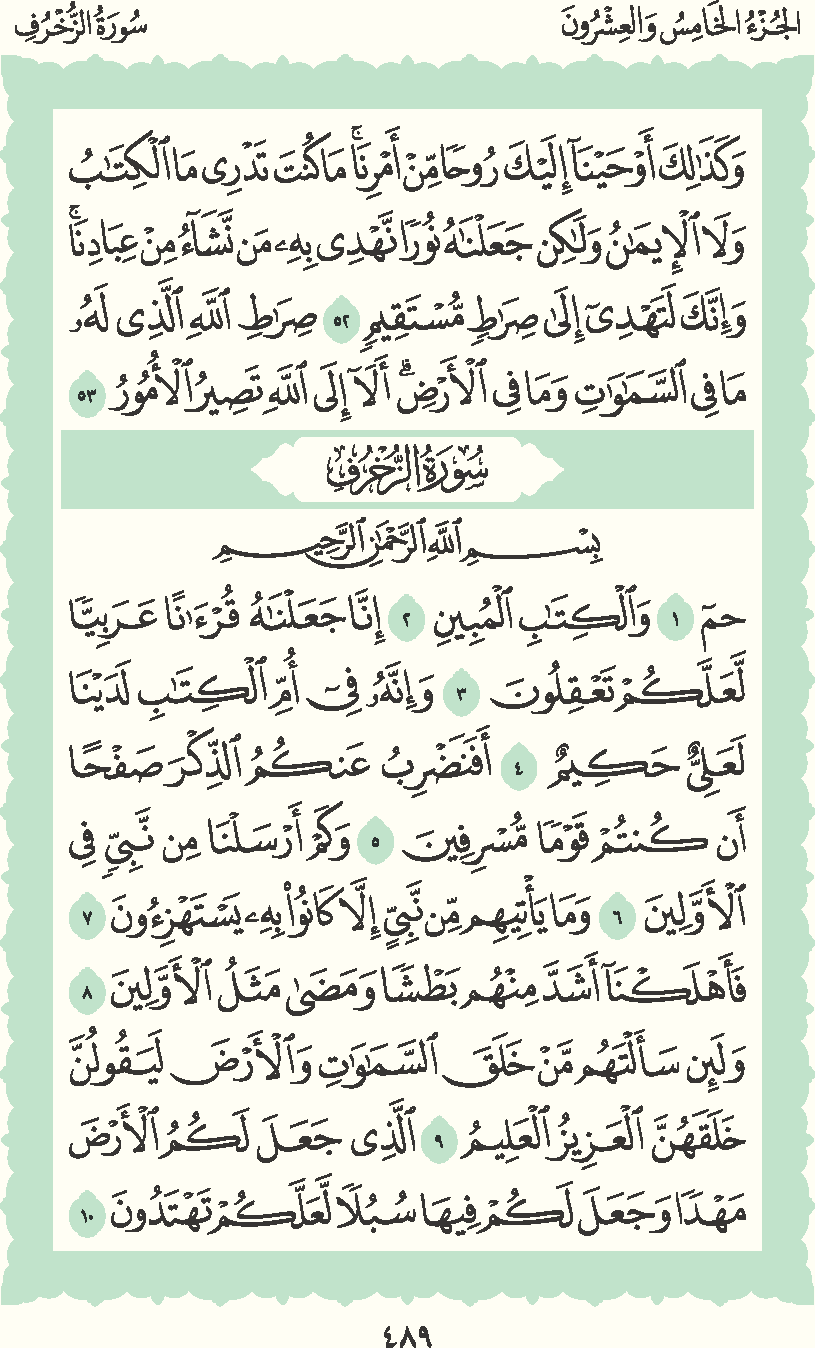 الجُزْءُ الخَامِسُ وَالعِشْرُونَ
سُورَةُ الزُّخْرُفِ
وَكَذَٰلِكَ أَوْحَيْنَآ إِلَيْكَ رُوحًا مِّنْ أَمْرِنَاۚ مَا كُنتَ تَدْرِى مَا ٱلْكِتَـٰبُ
وَلَا ٱلْإِيمَـٰنُ وَلَـٰكِن جَعَلْنَـٰهُ نُورًا نَّهْدِى بِهِۦ مَن نَّشَآءُ مِنْ عِبَادِنَاۚ
وَإِنَّكَ لَتَهْدِىٓ إِلَىٰ صِرَٰطٍ مُّسْتَقِيمٍ ٥٢ صِرَٰطِ ٱللَّهِ ٱلَّذِى لَهُۥ
مَا فِى ٱلسَّمَـٰوَٰتِ وَمَا فِى ٱلْأَرْضِۗ أَلَآ إِلَى ٱللَّهِ تَصِيرُ ٱلْأُمُورُ ٥٣
سُورَةُ الزُّخْرُفِ
بِسْمِ ٱللَّهِ ٱلرَّحْمَـٰنِ ٱلرَّحِيمِ
حمٓ ١ وَٱلْكِتَـٰبِ ٱلْمُبِينِ ٢ إِنَّا جَعَلْنَـٰهُ قُرْءَٰنًا عَرَبِيًّا
لَّعَلَّكُمْ تَعْقِلُونَ ٣ وَإِنَّهُۥ فِىٓ أُمِّ ٱلْكِتَـٰبِ لَدَيْنَا
لَعَلِىٌّ حَكِيمٌ ٤ أَفَنَضْرِبُ عَنكُمُ ٱلذِّكْرَ صَفْحًا
أَن كُنتُمْ قَوْمًا مُّسْرِفِينَ ٥ وَكَمْ أَرْسَلْنَا مِن نَّبِىٍّ فِى
ٱلْأَوَّلِينَ ٦ وَمَا يَأْتِيهِم مِّن نَّبِىٍّ إِلَّا كَانُوا۟ بِهِۦ يَسْتَهْزِءُونَ ٧
فَأَهْلَكْنَآ أَشَدَّ مِنْهُم بَطْشًا وَمَضَىٰ مَثَلُ ٱلْأَوَّلِينَ ٨
وَلَئِن سَأَلْتَهُم مَّنْ خَلَقَ ٱلسَّمَـٰوَٰتِ وَٱلْأَرْضَ لَيَقُولُنَّ
خَلَقَهُنَّ ٱلْعَزِيزُ ٱلْعَلِيمُ ٩ ٱلَّذِى جَعَلَ لَكُمُ ٱلْأَرْضَ
مَهْدًا وَجَعَلَ لَكُمْ فِيهَا سُبُلًا لَّعَلَّكُمْ تَهْتَدُونَ ١٠
٤٨٩